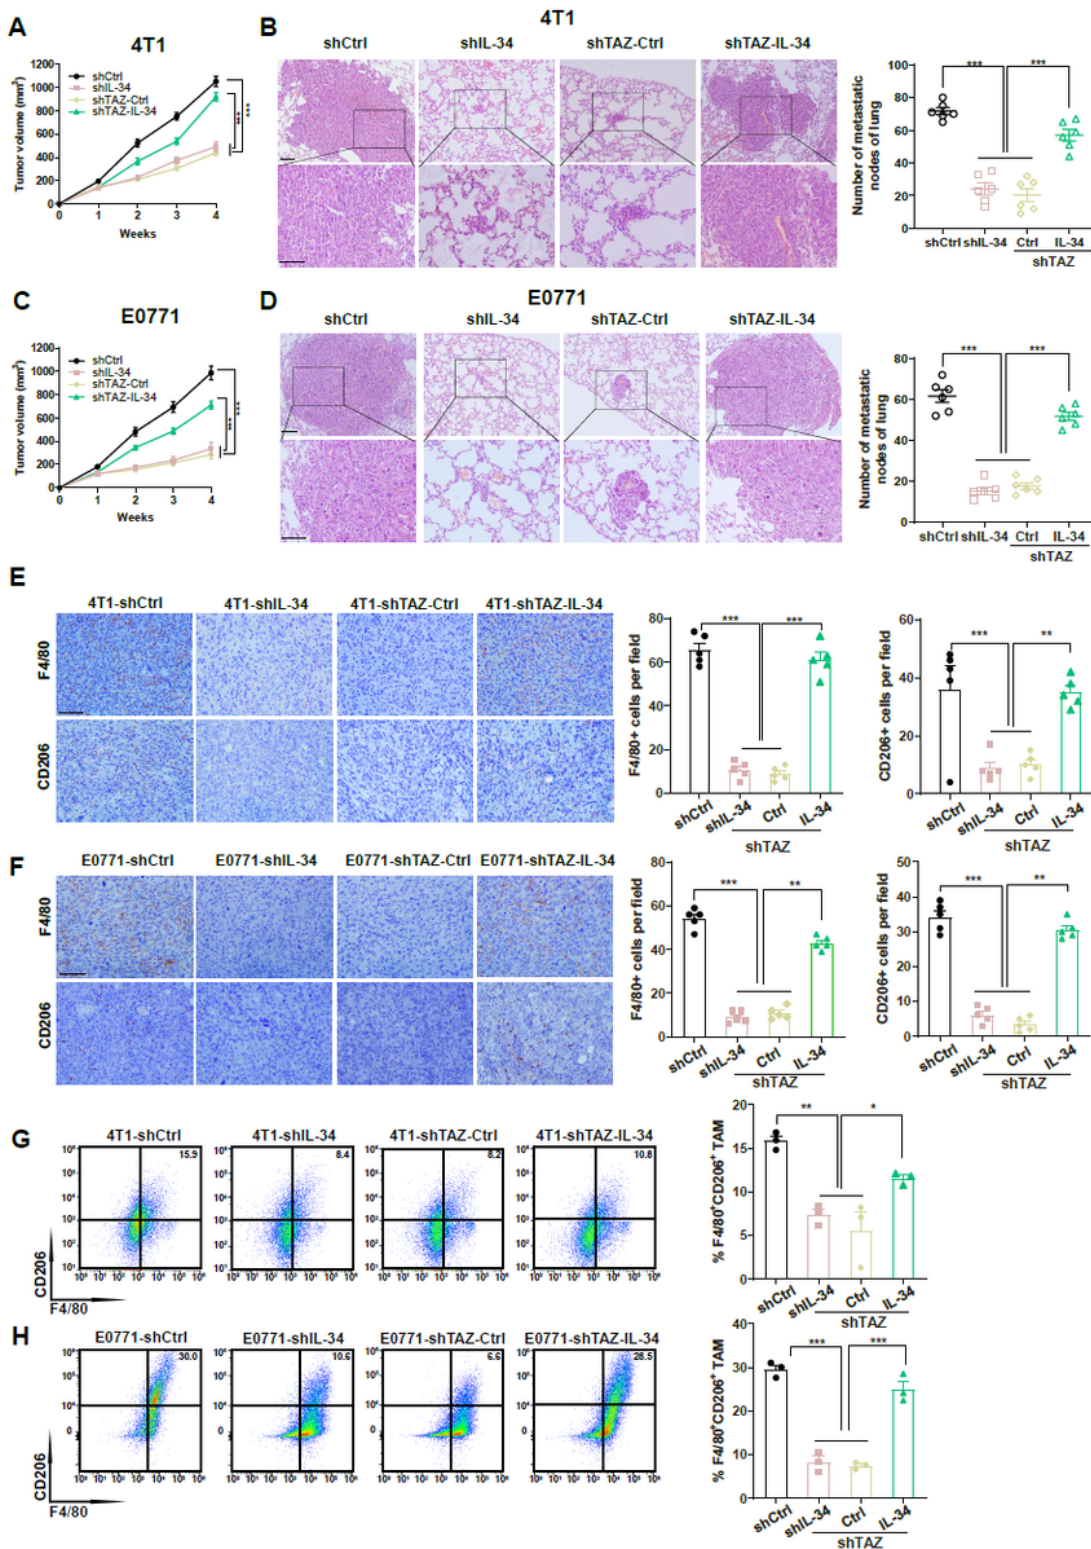 A
4T1
Tumor volume (mm³)
1200
1000
800
600
400
200
0
shCtrl
shIL-34
shTAZ-Ctrl
shTAZ-IL-34
***
***
0 1 2 3 4
Weeks
B
4T1
shCtrl shIL-34 shTAZ-Ctrl shTAZ-IL-34
Number of metastatic
nodes of lung
100
80
60
40
20
0
*** ***
shCtrl shIL-34 Ctrl IL-34
shTAZ
C
E0771
Tumor volume (mm³)
1200
1000
800
600
400
200
0
shCtrl
shIL-34
shTAZ-Ctrl
shTAZ-IL-34
***
***
0 1 2 3 4
Weeks
D
E0771
shCtrl shIL-34 shTAZ-Ctrl shTAZ-IL-34
Number of metastatic
nodes of lung
80
60
40
20
0
*** ***
shCtrl shIL-34 Ctrl IL-34
shTAZ
E
4T1-shCtrl 4T1-shIL-34 4T1-shTAZ-Ctrl 4T1-shTAZ-IL-34
F4/80
CD206
F4/80+ cells per field
80
60
40
20
0
*** ***
shCtrl shIL-34 Ctrl IL-34
shTAZ
CD206+ cells per field
60
40
20
0
*** **
shCtrl shIL-34 Ctrl IL-34
shTAZ
F
E0771-shCtrl E0771-shIL-34 E0771-shTAZ-Ctrl E0771-shTAZ-IL-34
F4/80
CD206
F4/80+ cells per field
80
60
40
20
0
*** **
shCtrl shIL-34 Ctrl IL-34
shTAZ
CD206+ cells per field
50
40
30
20
10
0
*** **
shCtrl shIL-34 Ctrl IL-34
shTAZ
G
4T1-shCtrl 4T1-shIL-34 4T1-shTAZ-Ctrl 4T1-shTAZ-IL-34
15.9 8.4 8.2 10.8
CD206
F4/80
% F4/80⁺CD206⁺ TAM
20
15
10
5
0
** *
shCtrl shIL-34 Ctrl IL-34
shTAZ
H
E0771-shCtrl E0771-shIL-34 E0771-shTAZ-Ctrl E0771-shTAZ-IL-34
30.0 10.6 6.6 28.5
CD206
F4/80
% F4/80⁺CD206⁺ TAM
40
30
20
10
0
*** ***
shCtrl shIL-34 Ctrl IL-34
shTAZ